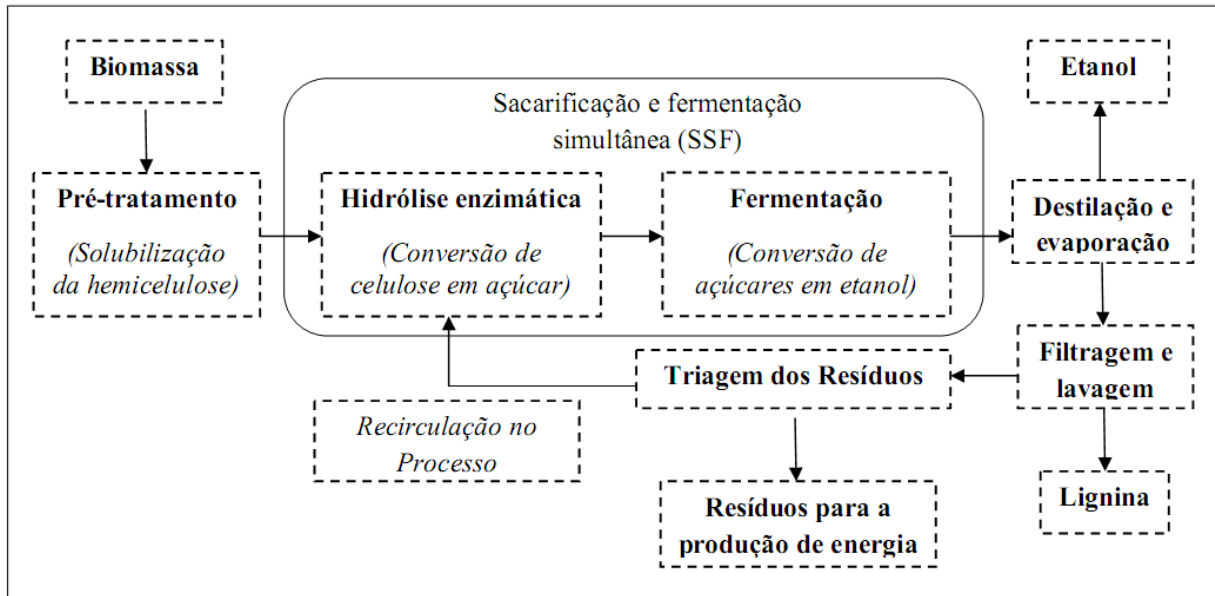 Biomassa
Etanol
Sacarificação e fermentação
simultânea (SSF)
Pré-tratamento
(Solubilização
da hemicelulose)
Hidrólise enzimática
(Conversão de
celulose em açúcar)
Fermentação
(Conversão de
açúcares em etanol)
Destilação e
evaporação
Filtragem e
lavagem
Triagem dos Resíduos
Recirculação no
Processo
Resíduos para a
produção de energia
Lignina